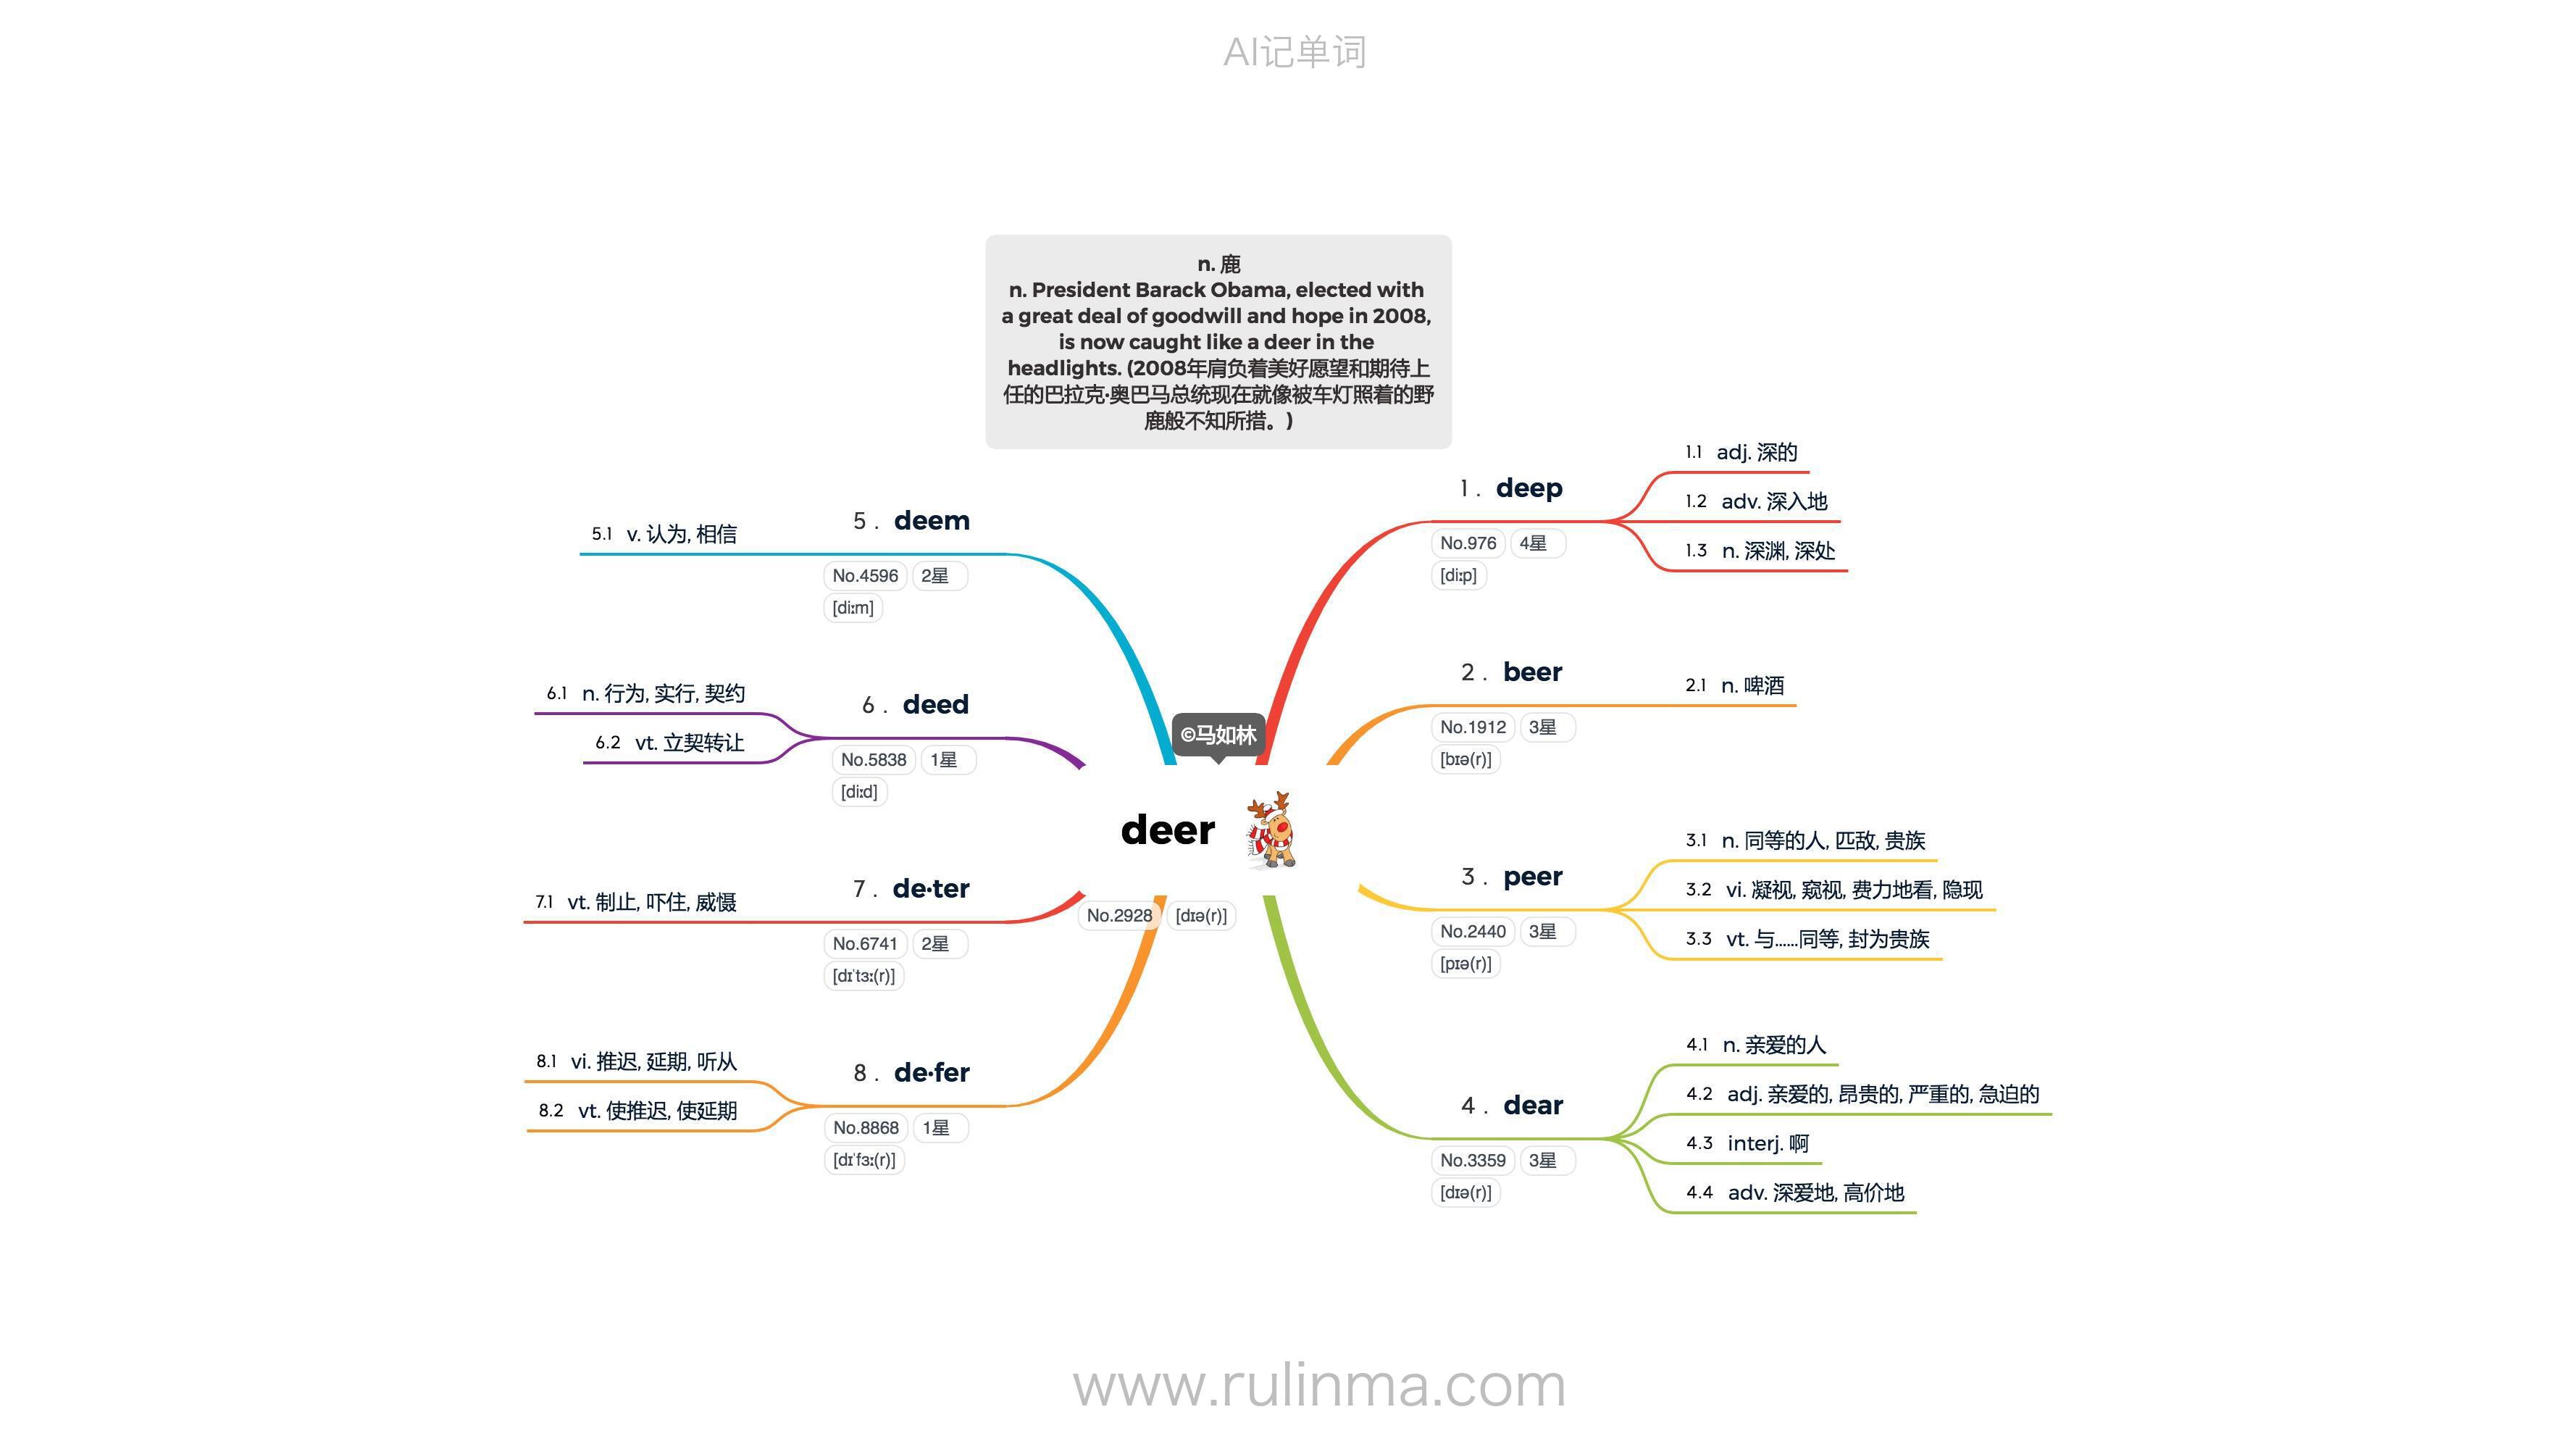 AI记单词
n. 鹿
n. President Barack Obama, elected with
a great deal of goodwill and hope in 2008,
is now caught like a deer in the
headlights. (2008年肩负着美好愿望和期待上
任的巴拉克·奥巴马总统现在就像被车灯照着的野
鹿般不知所措。)
©马如林
deer
No.2928 [dɪə(r)]
1. deep
No.976 4星
[diːp]
1.1 adj. 深的
1.2 adv. 深入地
1.3 n. 深渊, 深处
2. beer
No.1912 3星
[bɪə(r)]
2.1 n. 啤酒
3. peer
No.2440 3星
[pɪə(r)]
3.1 n. 同等的人, 匹敌, 贵族
3.2 vi. 凝视, 窥视, 费力地看, 隐现
3.3 vt. 与......同等, 封为贵族
4. dear
No.3359 3星
[dɪə(r)]
4.1 n. 亲爱的人
4.2 adj. 亲爱的, 昂贵的, 严重的, 急迫的
4.3 interj. 啊
4.4 adv. 深爱地, 高价地
5. deem
No.4596 2星
[diːm]
5.1 v. 认为, 相信
6. deed
No.5838 1星
[diːd]
6.1 n. 行为, 实行, 契约
6.2 vt. 立契转让
7. de·ter
No.6741 2星
[dɪˈtɜː(r)]
7.1 vt. 制止, 吓住, 威慑
8. de·fer
No.8868 1星
[dɪˈfɜː(r)]
8.1 vi. 推迟, 延期, 听从
8.2 vt. 使推迟, 使延期
www.rulinma.com